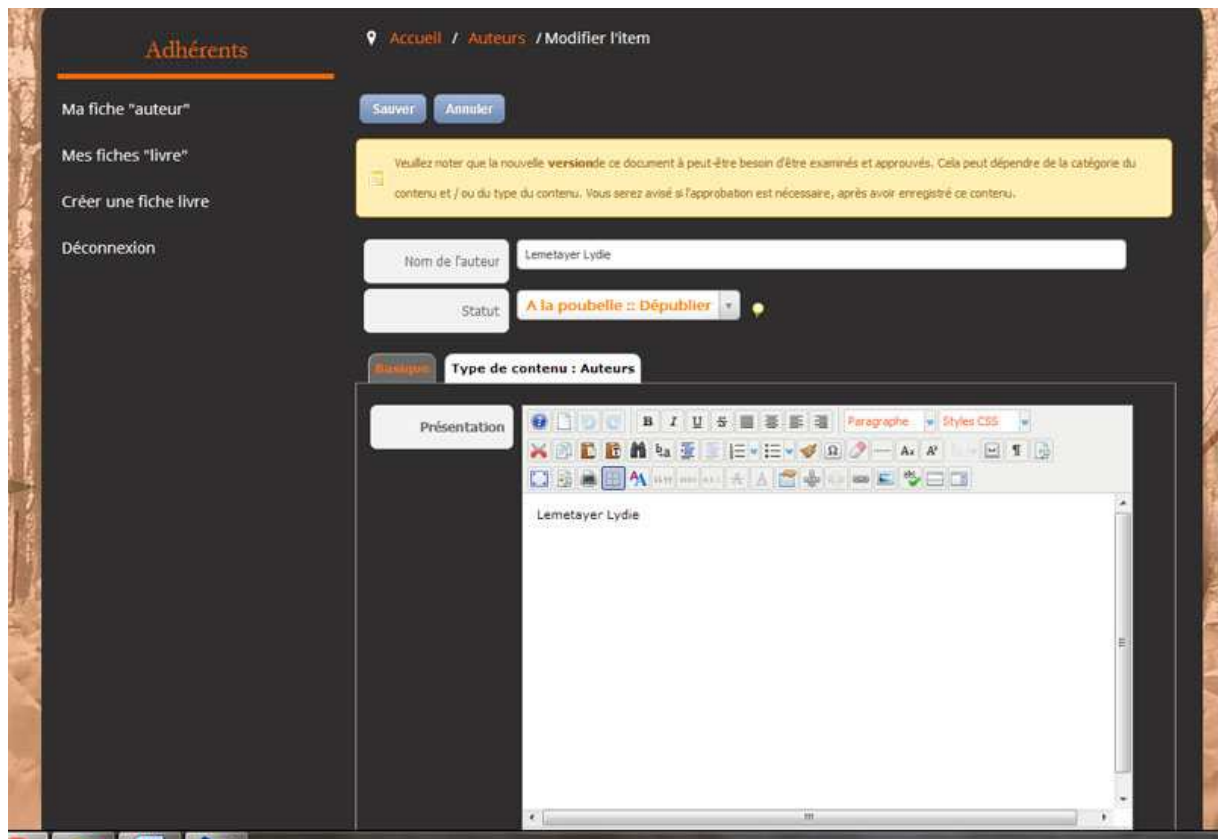 Adhérents
Accueil / Auteurs / Modifier l'item
Ma fiche "auteur"
Mes fiches "livre"
Créer une fiche livre
Déconnexion
Sauver Annuler
Veuillez noter que la nouvelle versionde ce document à peut-être besoin d'être examinés et approuvés. Cela peut dépendre de la catégorie du
contenu et / ou du type du contenu. Vous serez avisé si l'approbation est nécessaire, après avoir enregistré ce contenu.
Nom de l'auteur Lemetayer Lydie
Statut A la poubelle :: Dépublier
Basique Type de contenu : Auteurs
Présentation
Paragraphe Styles CSS
Lemetayer Lydie